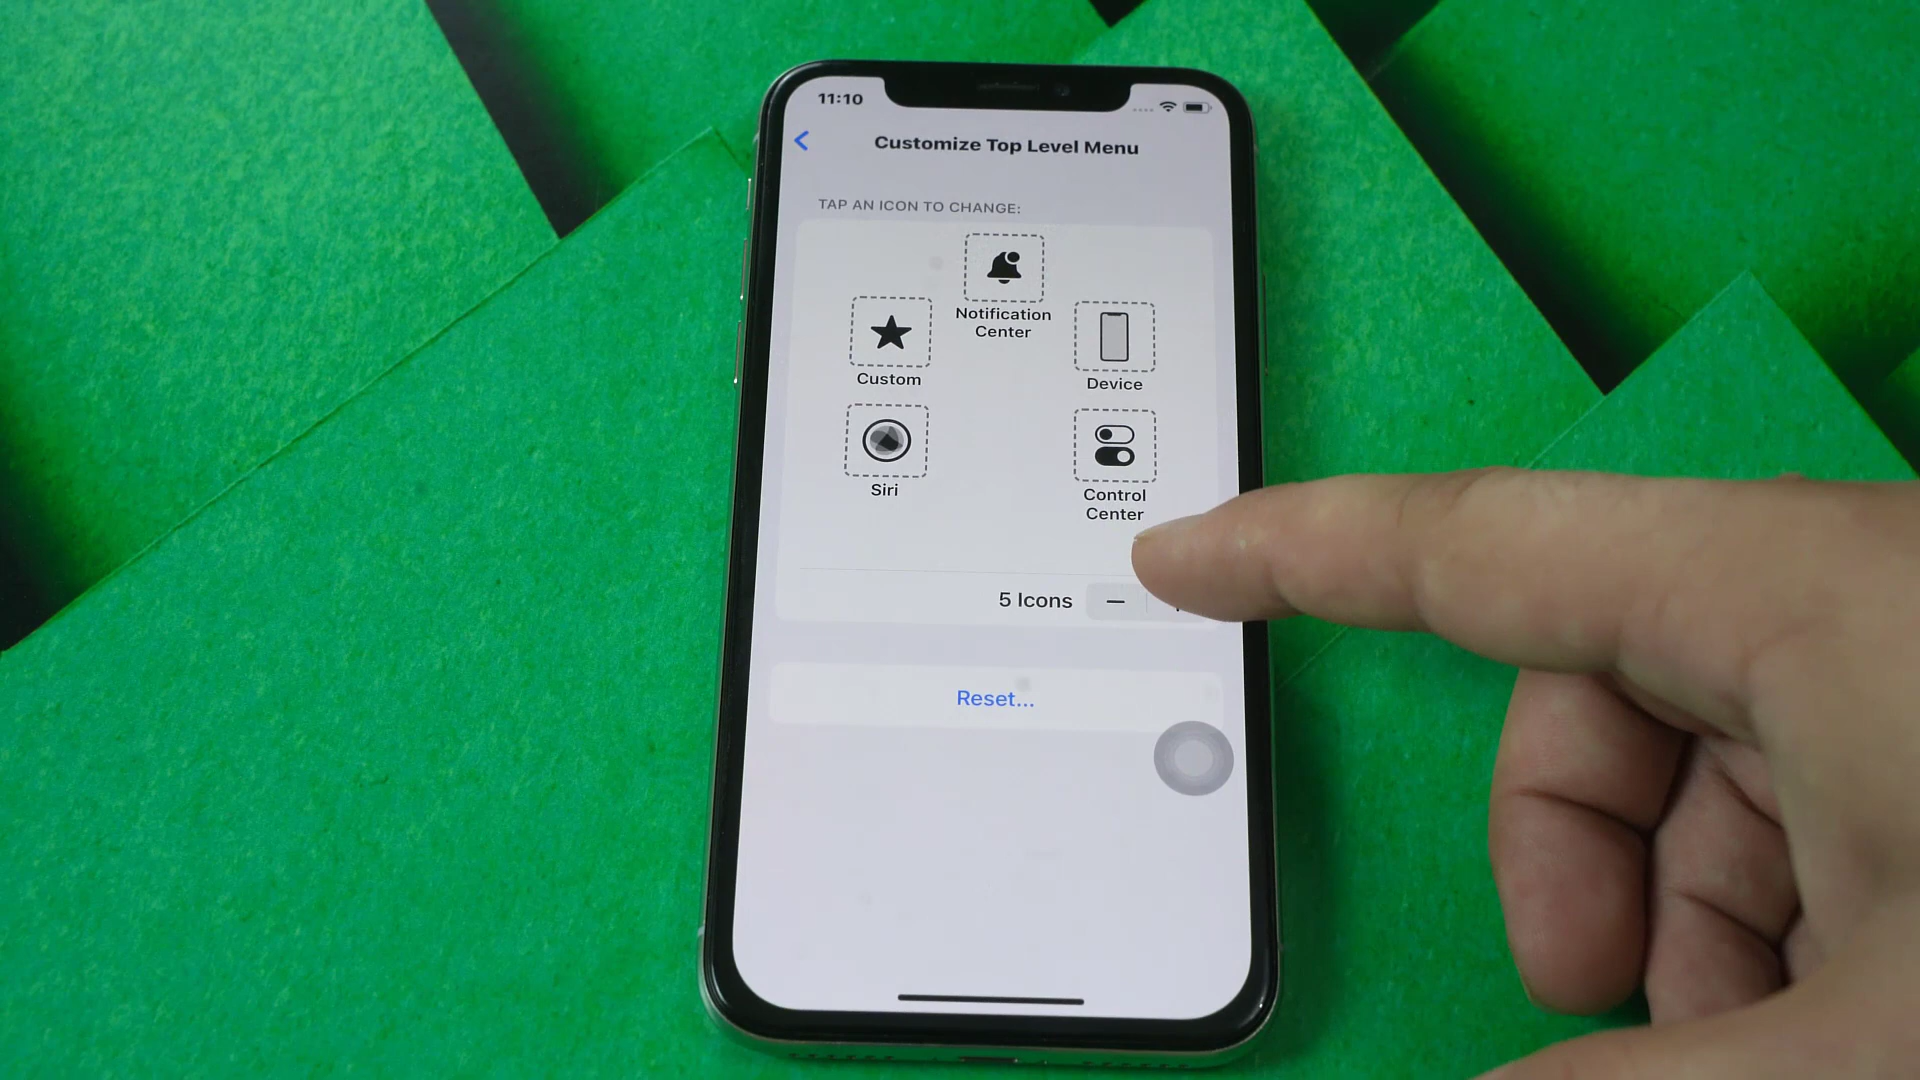 11:10
Customize Top Level Menu
TAP AN ICON TO CHANGE:
Notification
Center
Custom
Device
Siri
Control
Center
5 Icons
Reset...